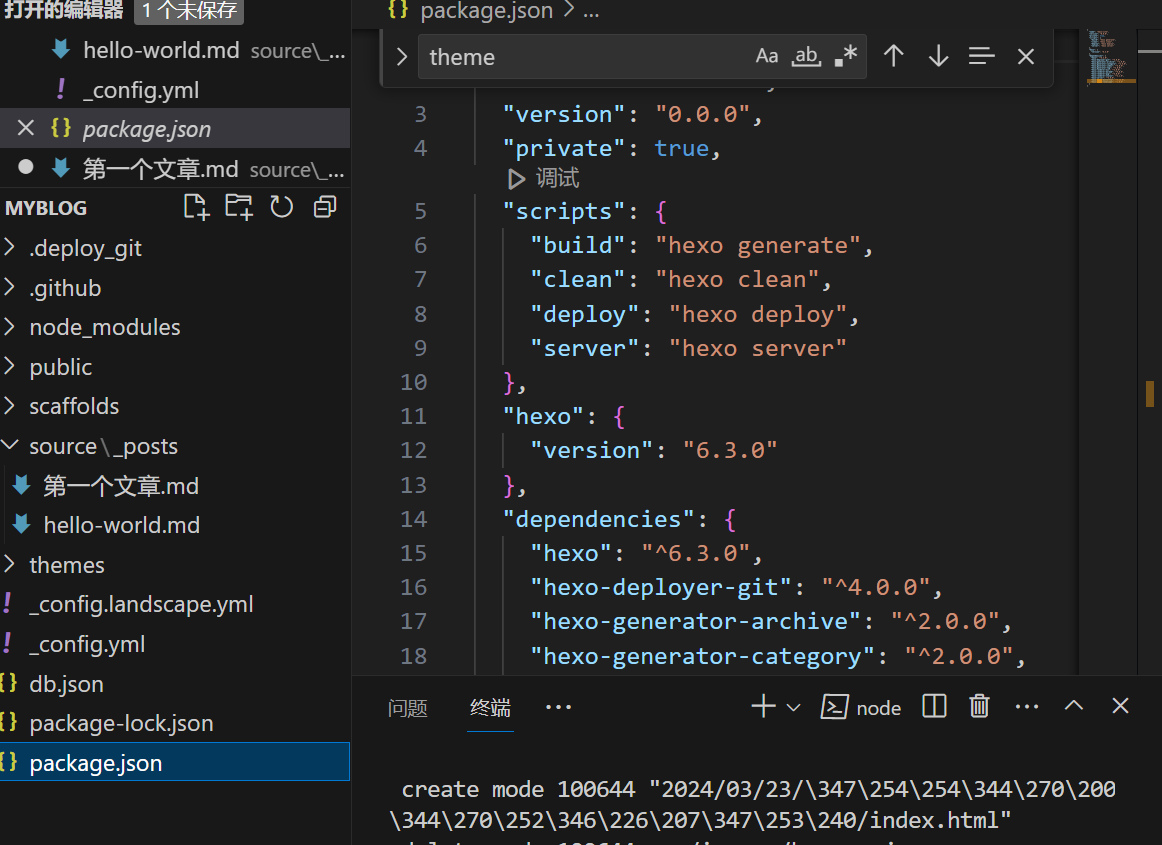 打开的编辑器 1 个未保存
hello-world.md source\_...
! _config.yml
{} package.json
第一个文章.md source\_...
MYBLOG
.deploy_git
.github
node_modules
public
scaffolds
source\_posts
第一个文章.md
hello-world.md
themes
! _config.landscape.yml
! _config.yml
{} db.json
{} package-lock.json
{} package.json
{} package.json > ...
theme Aa ab .*
3 "version": "0.0.0",
4 "private": true,
调试
5 "scripts": {
6 "build": "hexo generate",
7 "clean": "hexo clean",
8 "deploy": "hexo deploy",
9 "server": "hexo server"
10 },
11 "hexo": {
12 "version": "6.3.0"
13 },
14 "dependencies": {
15 "hexo": "^6.3.0",
16 "hexo-deployer-git": "^4.0.0",
17 "hexo-generator-archive": "^2.0.0",
18 "hexo-generator-category": "^2.0.0",
问题 终端 ... node ...
create mode 100644 "2024/03/23/\347\254\254\344\270\200
\344\270\252\346\226\207\347\253\240/index.html"